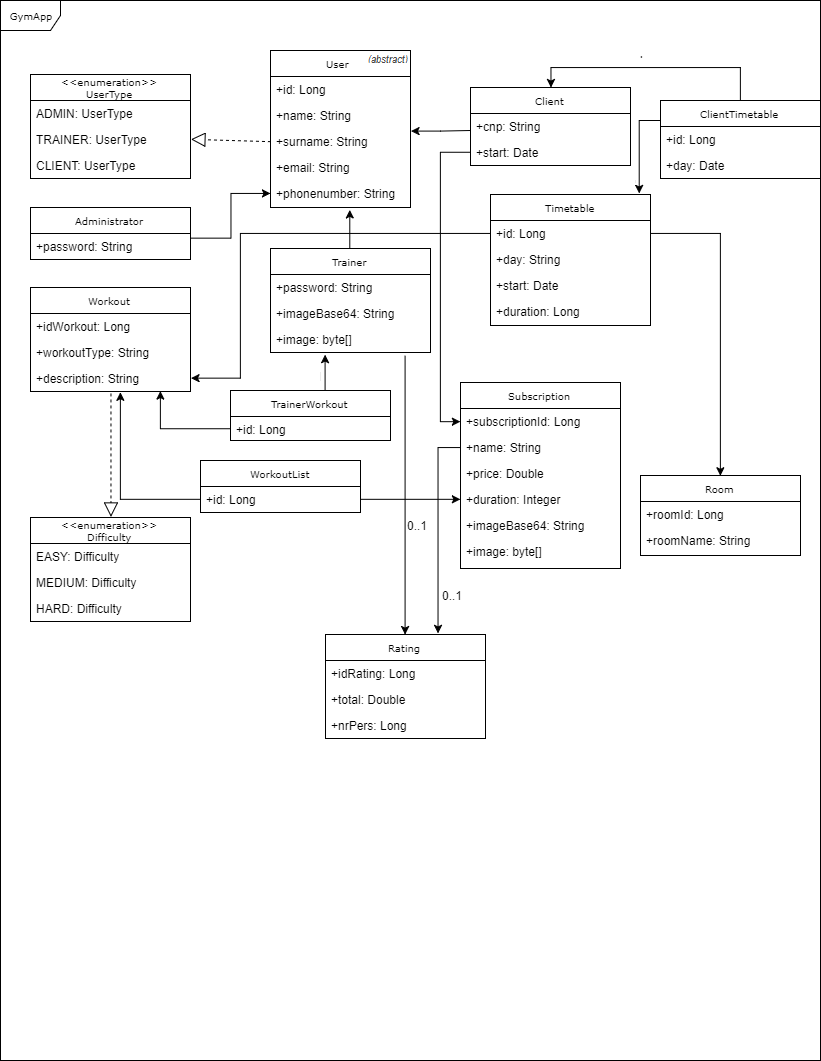 GymApp
<<enumeration>>
UserType
ADMIN: UserType
TRAINER: UserType
CLIENT: UserType
User
(abstract)
+id: Long
+name: String
+surname: String
+email: String
+phonenumber: String
Client
+cnp: String
+start: Date
ClientTimetable
+id: Long
+day: Date
Administrator
+password: String
Trainer
+password: String
+imageBase64: String
+image: byte[]
Timetable
+id: Long
+day: String
+start: Date
+duration: Long
Workout
+idWorkout: Long
+workoutType: String
+description: String
TrainerWorkout
+id: Long
WorkoutList
+id: Long
Subscription
+subscriptionId: Long
+name: String
+price: Double
+duration: Integer
+imageBase64: String
+image: byte[]
Room
+roomId: Long
+roomName: String
<<enumeration>>
Difficulty
EASY: Difficulty
MEDIUM: Difficulty
HARD: Difficulty
0..1
0..1
Rating
+idRating: Long
+total: Double
+nrPers: Long